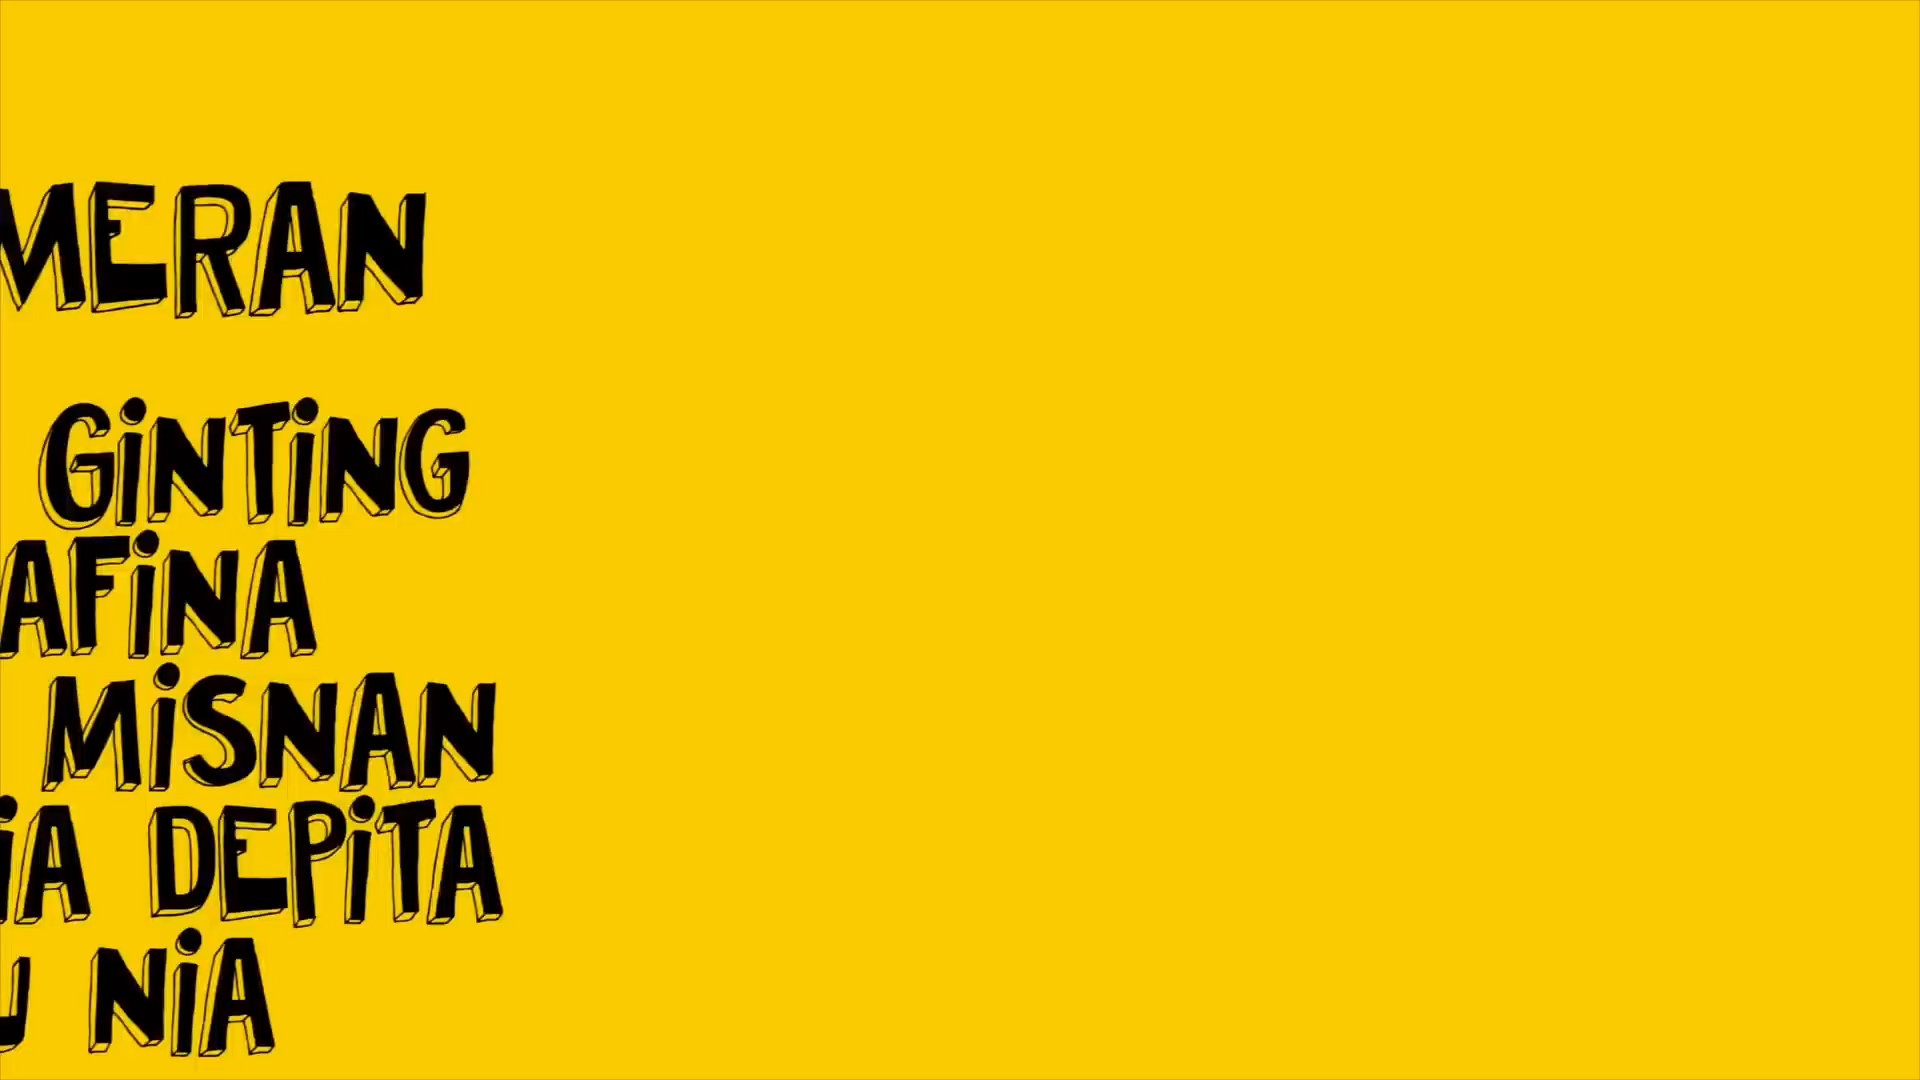 MERAN
GiNTiNG
AFiNA
MiSNAN
iA DEPiTA
NiA